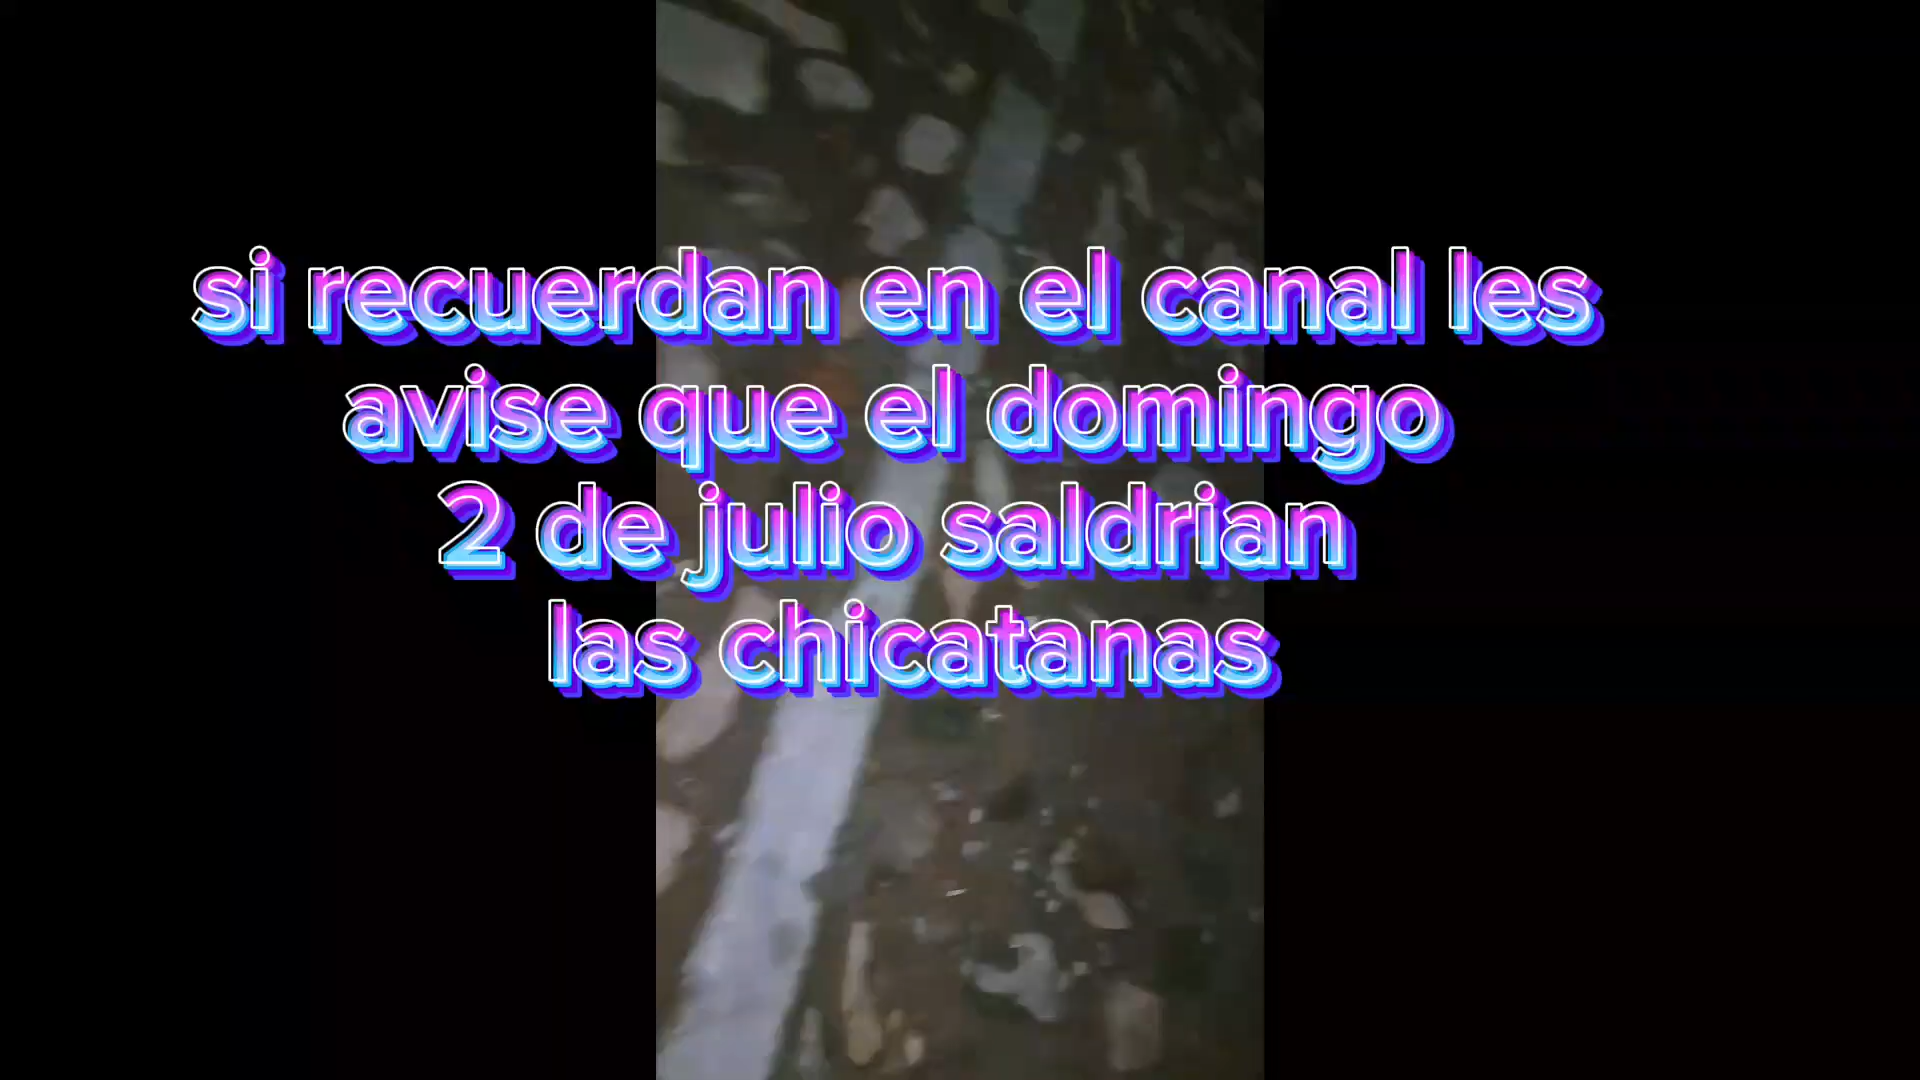 si recuerdan en el canal les
avise que el domingo
2 de julio saldrian
las chicatanas